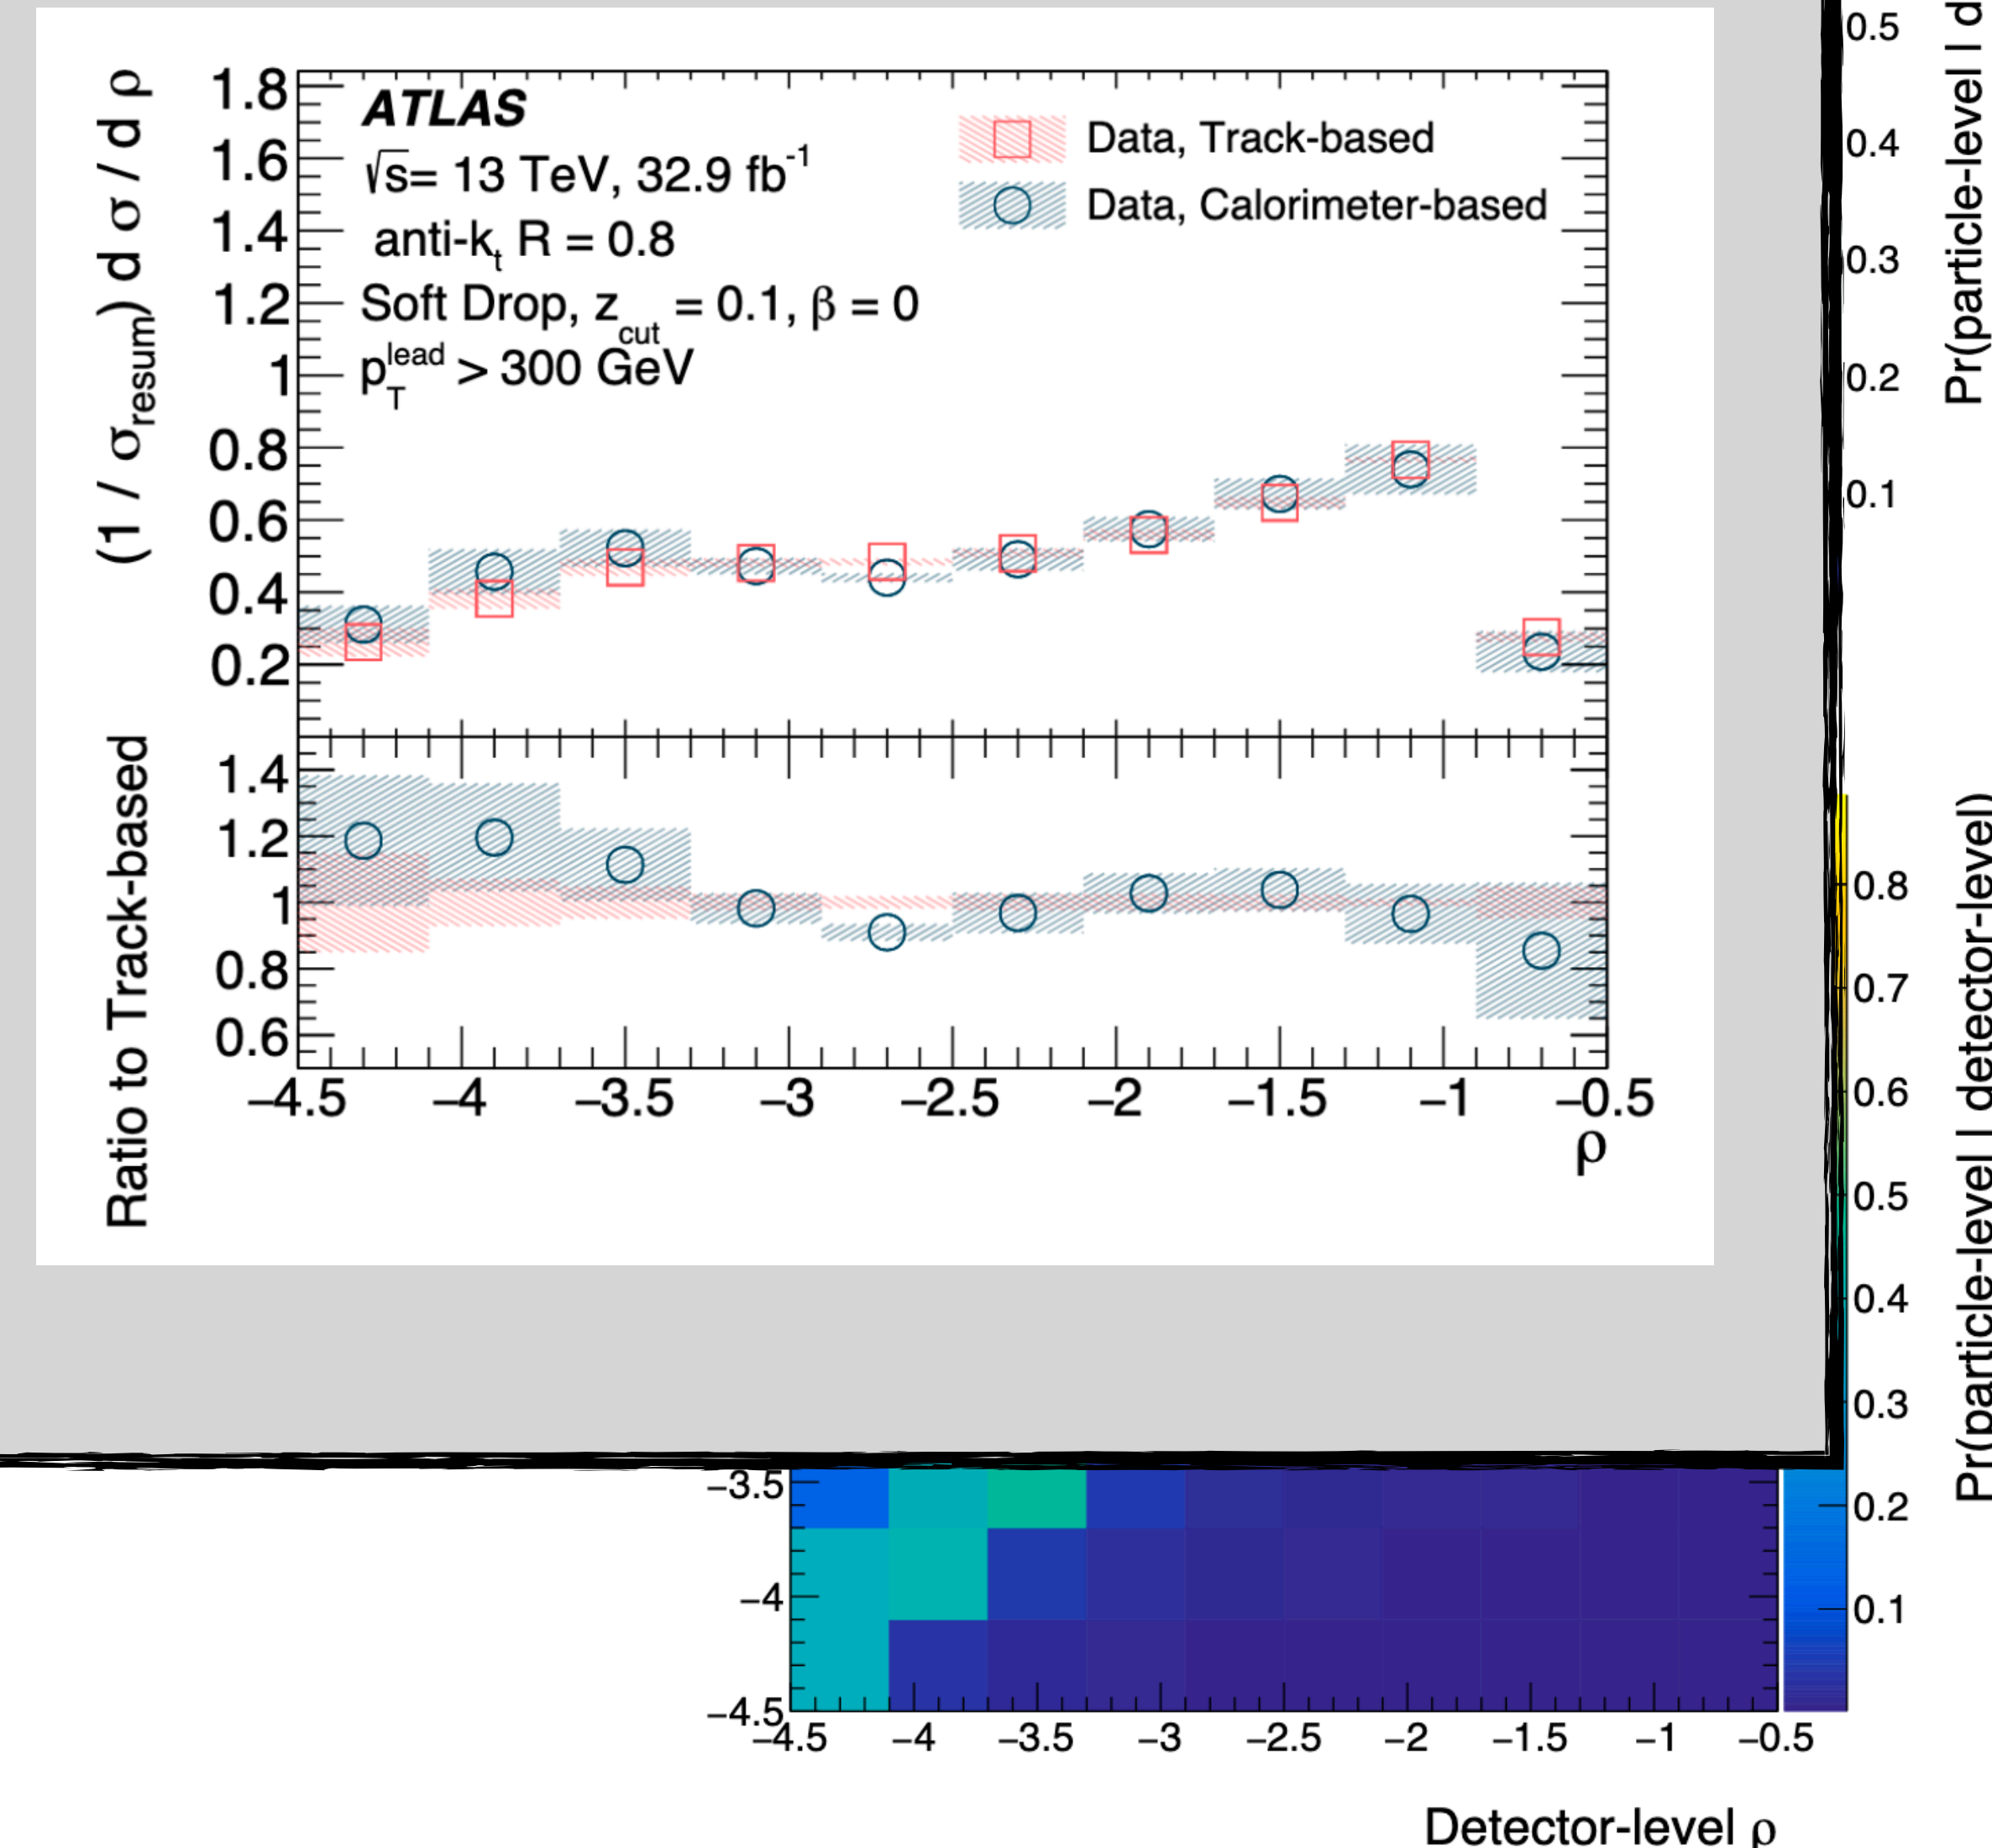 (1 / σresum) d σ / d ρ
1.8
1.6
1.4
1.2
1
0.8
0.6
0.4
0.2
ATLAS
√s= 13 TeV, 32.9 fb-1
anti-kt R = 0.8
Soft Drop, zcut = 0.1, β = 0
pTlead > 300 GeV
Data, Track-based
Data, Calorimeter-based
Ratio to Track-based
1.4
1.2
1
0.8
0.6
−4.5 −4 −3.5 −3 −2.5 −2 −1.5 −1 −0.5
ρ
0.5
0.4
0.3
0.2
0.1
Pr(particle-level | d
0.8
0.7
0.6
0.5
0.4
0.3
0.2
0.1
Pr(particle-level | detector-level)
−3.5
−4
−4.5
−4.5 −4 −3.5 −3 −2.5 −2 −1.5 −1 −0.5
Detector-level ρ